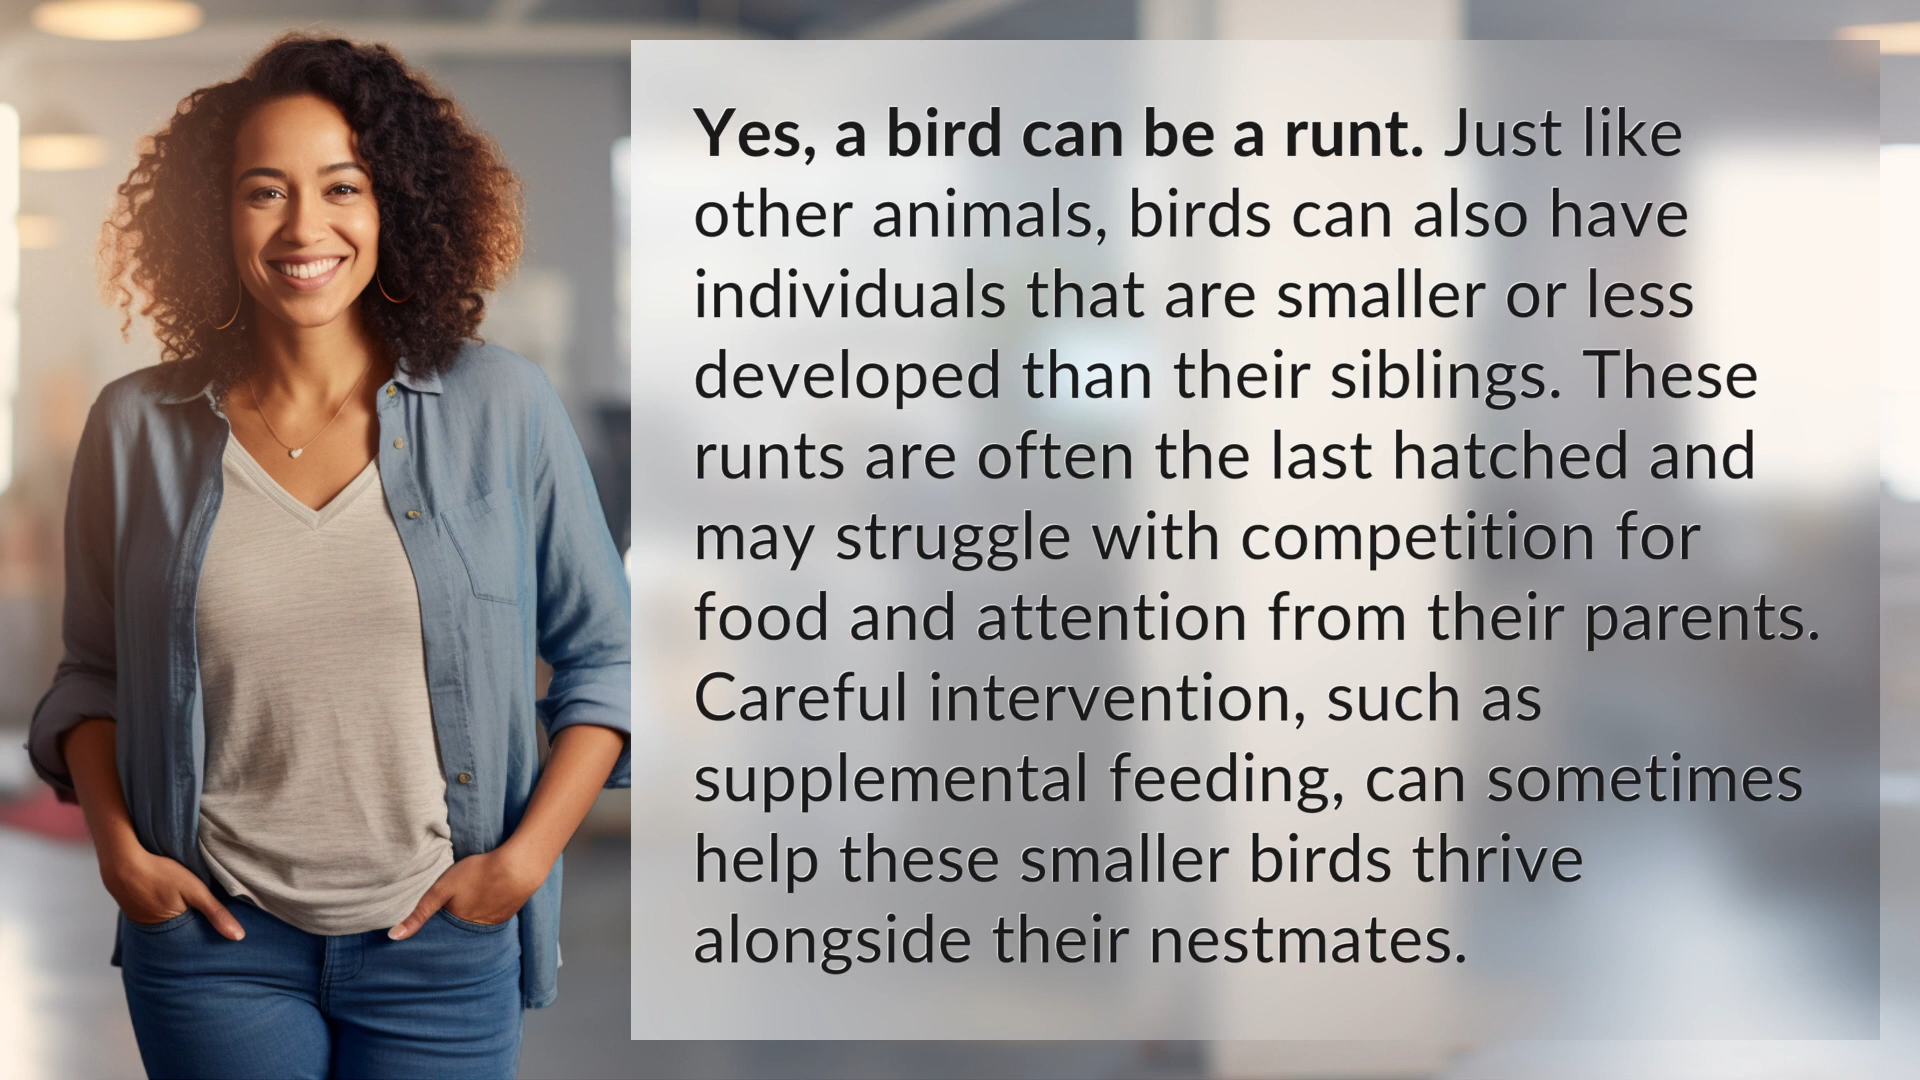 Yes, a bird can be a runt. Just like
other animals, birds can also have
individuals that are smaller or less
developed than their siblings. These
runts are often the last hatched and
may struggle with competition for
food and attention from their parents.
Careful intervention, such as
supplemental feeding, can sometimes
help these smaller birds thrive
alongside their nestmates.